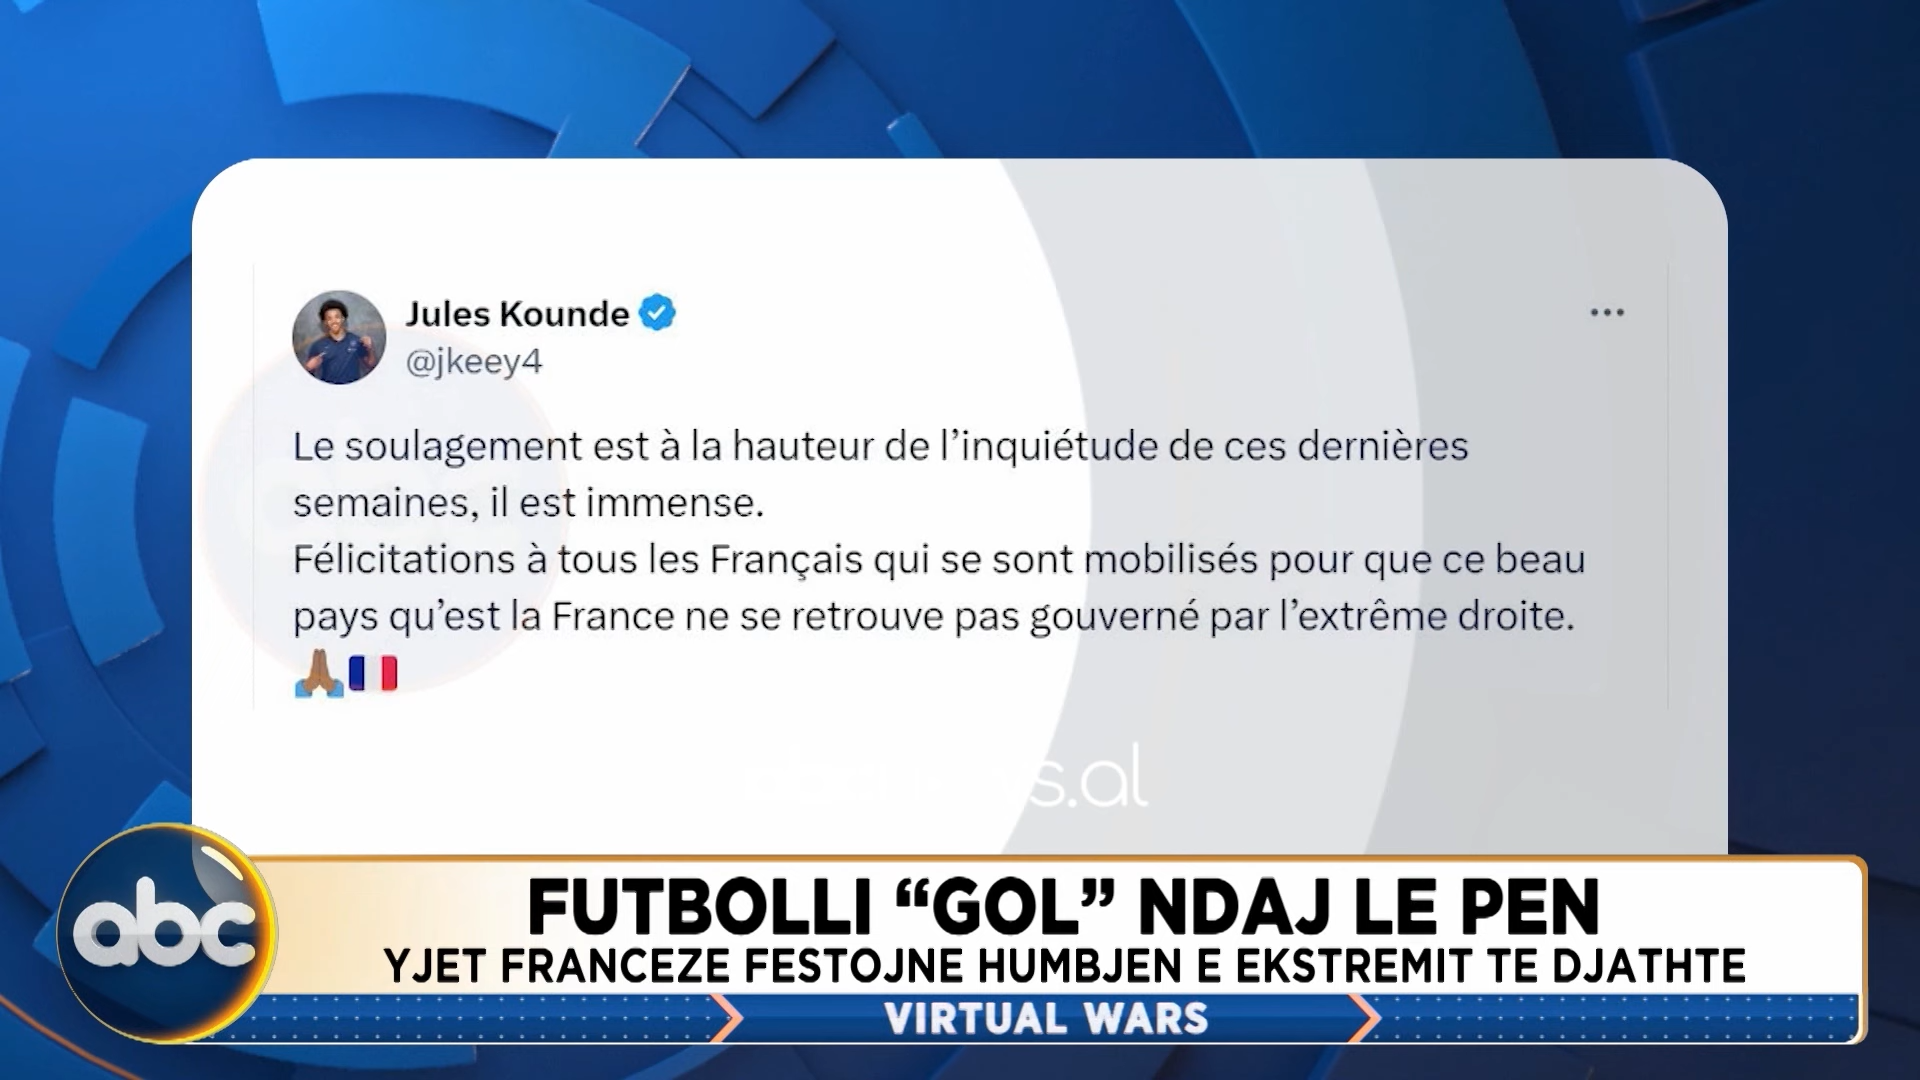 Jules Kounde
@jkeey4
Le soulagement est à la hauteur de l’inquiétude de ces dernières
semaines, il est immense.
Félicitations à tous les Français qui se sont mobilisés pour que ce beau
pays qu’est la France ne se retrouve pas gouverné par l’extrême droite.
🙏🏾🇫🇷
s.al
abc
FUTBOLLI “GOL” NDAJ LE PEN
YJET FRANCEZE FESTOJNE HUMBJEN E EKSTREMIT TE DJATHTE
VIRTUAL WARS